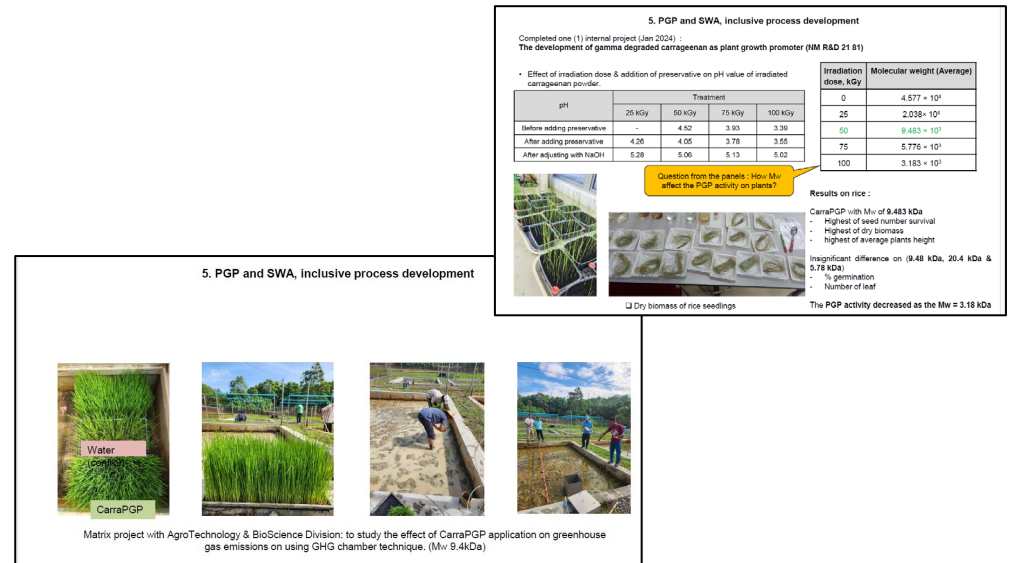 5. PGP and SWA, inclusive process development
Completed one (1) internal project (Jan 2024) :
The development of gamma degraded carrageenan as plant growth promoter (NM R&D 21 81)
• Effect of irradiation dose & addition of preservative on pH value of irradiated
carrageenan powder.
pH Treatment
25 kGy 50 kGy 75 kGy 100 kGy
Before adding preservative - 4.52 3.93 3.39
After adding preservative 4.26 4.05 3.78 3.55
After adjusting with NaOH 5.28 5.06 5.13 5.02
Irradiation dose, kGy Molecular weight (Average)
0 4.577 × 10⁴
25 2.038× 10⁴
50 9.483 × 10³
75 5.776 × 10³
100 3.183 × 10³
Question from the panels : How Mw
affect the PGP activity on plants?
Results on rice :
CarraPGP with Mw of 9.483 kDa
- Highest of seed number survival
- Highest of dry biomass
- highest of average plants height
Insignificant difference on (9.48 kDa, 20.4 kDa &
5.78 kDa)
- % germination
- Number of leaf
The PGP activity decreased as the Mw = 3.18 kDa
❑ Dry biomass of rice seedlings
5. PGP and SWA, inclusive process development
Water
(control)
CarraPGP
Matrix project with AgroTechnology & BioScience Division: to study the effect of CarraPGP application on greenhouse
gas emissions on using GHG chamber technique. (Mw 9.4kDa)